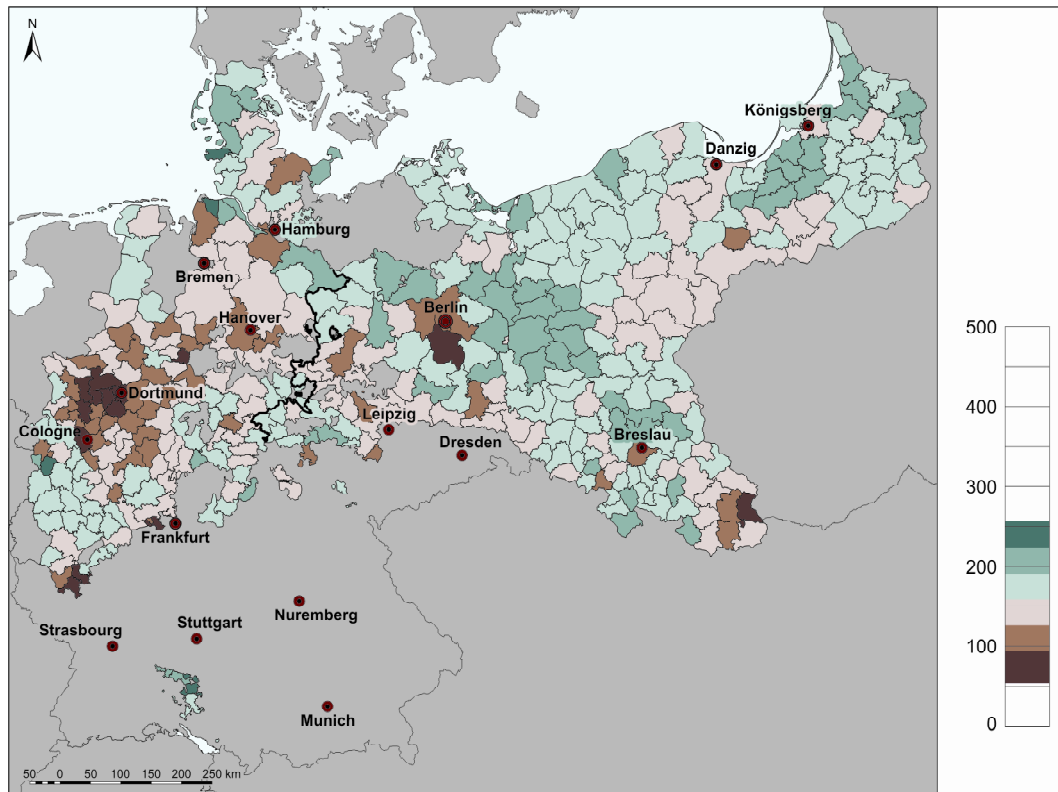 N
Königsberg
Danzig
Hamburg
Bremen
Hanover
Berlin
Dortmund
Leipzig
Cologne
Dresden
Breslau
Frankfurt
Nuremberg
Stuttgart
Strasbourg
Munich
50 0 50 100 150 200 250 km
500
400
300
200
100
0